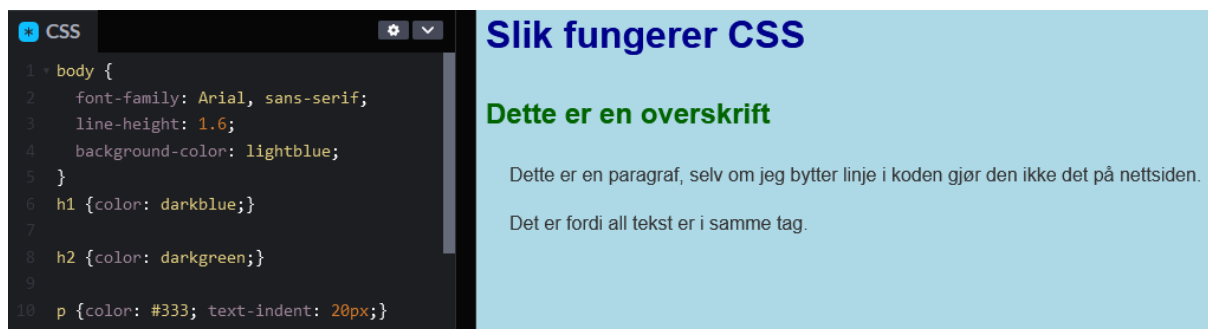 * CSS
1 body {
2 font-family: Arial, sans-serif;
3 line-height: 1.6;
4 background-color: lightblue;
5 }
6 h1 {color: darkblue;}
7
8 h2 {color: darkgreen;}
9
10 p {color: #333; text-indent: 20px;}
Slik fungerer CSS
Dette er en overskrift
Dette er en paragraf, selv om jeg bytter linje i koden gjør den ikke det på nettsiden.
Det er fordi all tekst er i samme tag.